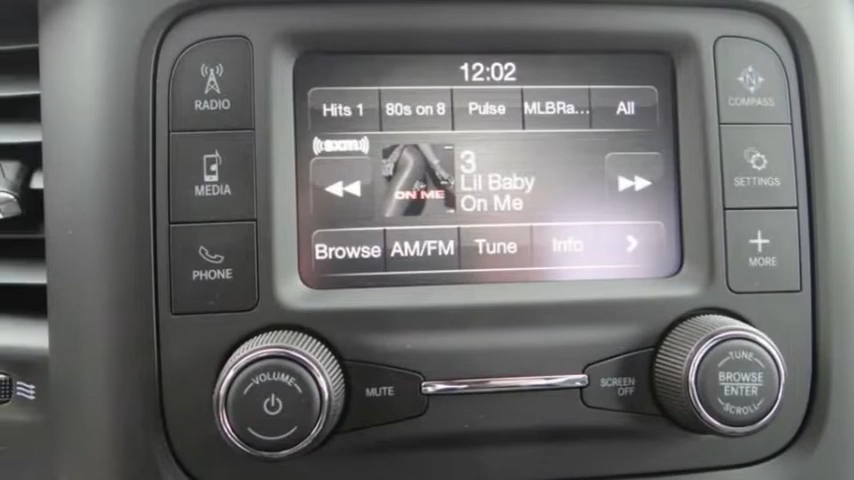 12:02
RADIO
Hits 1 80s on 8 Pulse MLBRa... All
N
COMPASS
((SXM))
3
Lil Baby
On Me
ON ME
MEDIA
SETTINGS
Browse AM/FM Tune Info
PHONE
MORE
VOLUME
MUTE
SCREEN
OFF
TUNE
BROWSE
ENTER
SCROLL